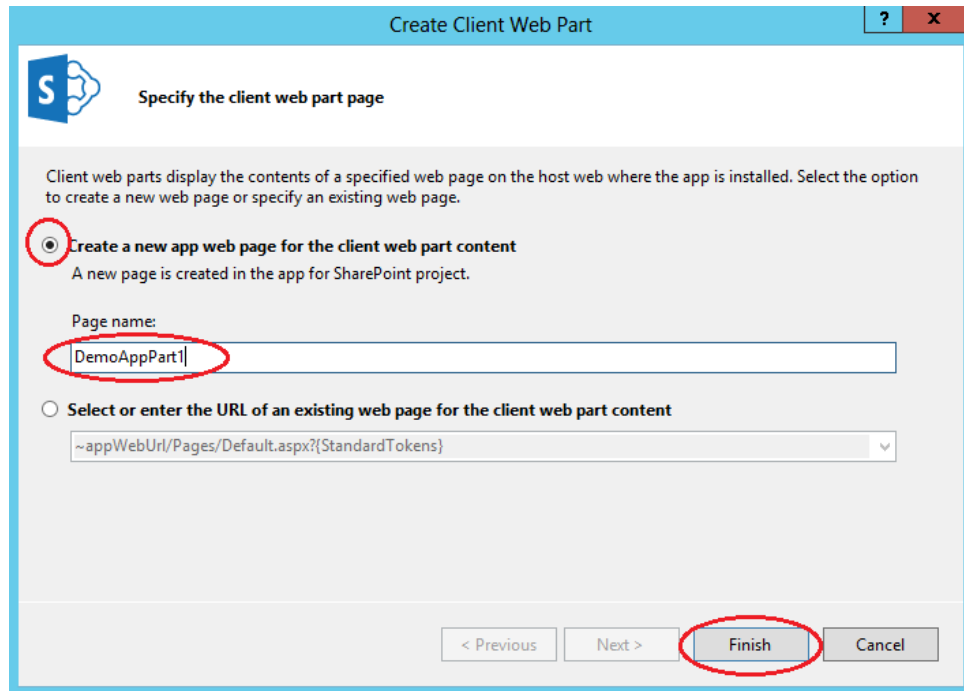 Create Client Web Part
? x
S
Specify the client web part page
Client web parts display the contents of a specified web page on the host web where the app is installed. Select the option
to create a new web page or specify an existing web page.
Create a new app web page for the client web part content
A new page is created in the app for SharePoint project.
Page name:
DemoAppPart1
Select or enter the URL of an existing web page for the client web part content
~appWebUrl/Pages/Default.aspx?{StandardTokens}
< Previous Next > Finish Cancel